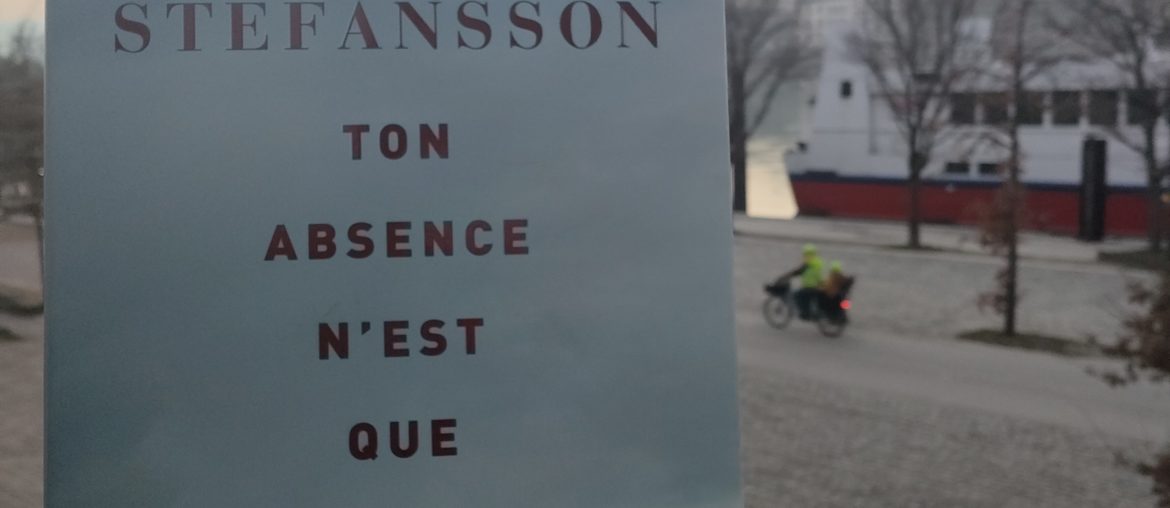 STEFANSSON
TON
ABSENCE
N'EST
QUE